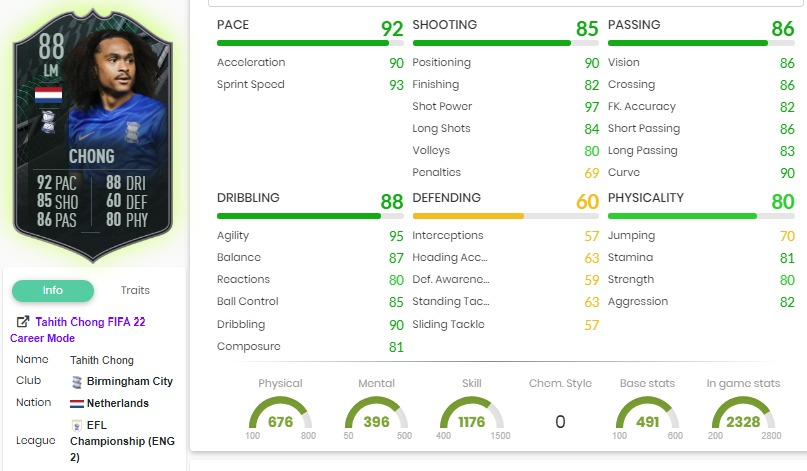 88
LM
CHONG
92 PAC 88 DRI
85 SHO 60 DEF
86 PAS 80 PHY
Info Traits
Tahith Chong FIFA 22
Career Mode
Name Tahith Chong
Club Birmingham City
Nation Netherlands
League EFL
Championship (ENG
2)
PACE 92
Acceleration 90
Sprint Speed 93
SHOOTING 85
Positioning 90
Finishing 82
Shot Power 97
Long Shots 84
Volleys 80
Penalties 69
PASSING 86
Vision 86
Crossing 86
FK. Accuracy 82
Short Passing 86
Long Passing 83
Curve 90
DRIBBLING 88
Agility 95
Balance 87
Reactions 80
Ball Control 85
Dribbling 90
Composure 81
DEFENDING 60
Interceptions 57
Heading Acc... 63
Def. Awarene... 59
Standing Tac... 63
Sliding Tackle 57
PHYSICALITY 80
Jumping 70
Stamina 81
Strength 80
Aggression 82
Physical Mental Skill Chem. Style Base stats In game stats
676 396 1176 0 491 2328
100 800 50 500 400 1500 100 600 200 2800